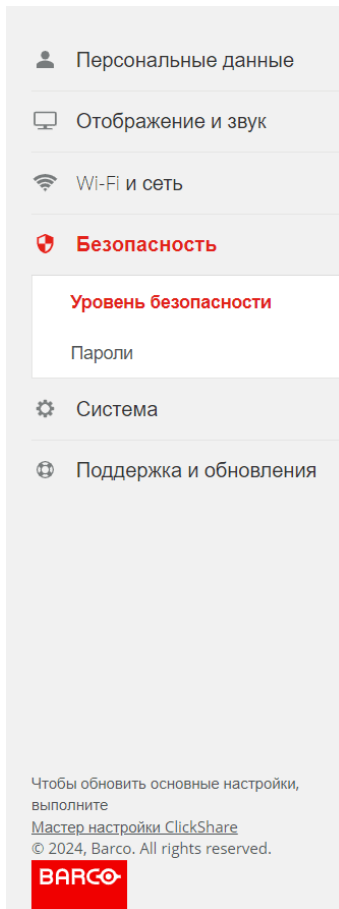 Персональные данные
Отображение и звук
Wi-Fi и сеть
Безопасность
Уровень безопасности
Пароли
Система
Поддержка и обновления
Чтобы обновить основные настройки,
выполните
Мастер настройки ClickShare
© 2024, Barco. All rights reserved.
BARCO